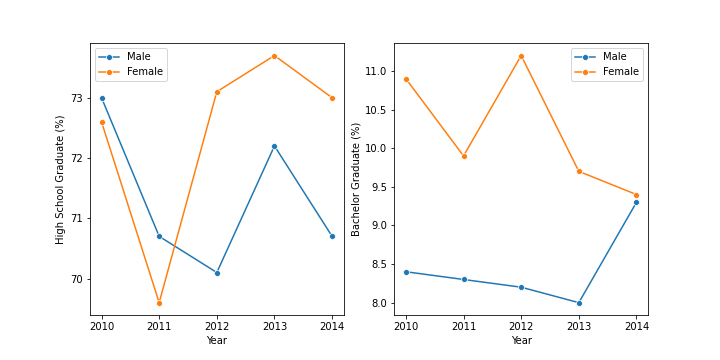 Male
Female
73
72
71
70
High School Graduate (%)
2010 2011 2012 2013 2014
Year
Male
Female
11.0
10.5
10.0
9.5
9.0
8.5
8.0
Bachelor Graduate (%)
2010 2011 2012 2013 2014
Year